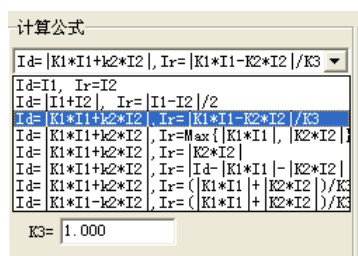 计算公式
Id=|K1*I1+k2*I2|,Ir=|K1*I1-K2*I2|/K3
Id=I1, Ir=I2
Id=|I1+I2|, Ir=|I1-I2|/2
Id=|K1*I1+k2*I2|,Ir=|K1*I1-K2*I2|/K3
Id=|K1*I1+k2*I2|,Ir=Max{|K1*I1|, |K2*I2|}
Id=|K1*I1+k2*I2|,Ir=|K2*I2|
Id=|K1*I1+k2*I2|,Ir=|Id-|K1*I1|-|K2*I2|
Id=|K1*I1+k2*I2|,Ir=(|K1*I1|+|K2*I2|)/K3
Id=|K1*I1-k2*I2|,Ir=(|K1*I1|+|K2*I2|)/K3
K3= 1.000